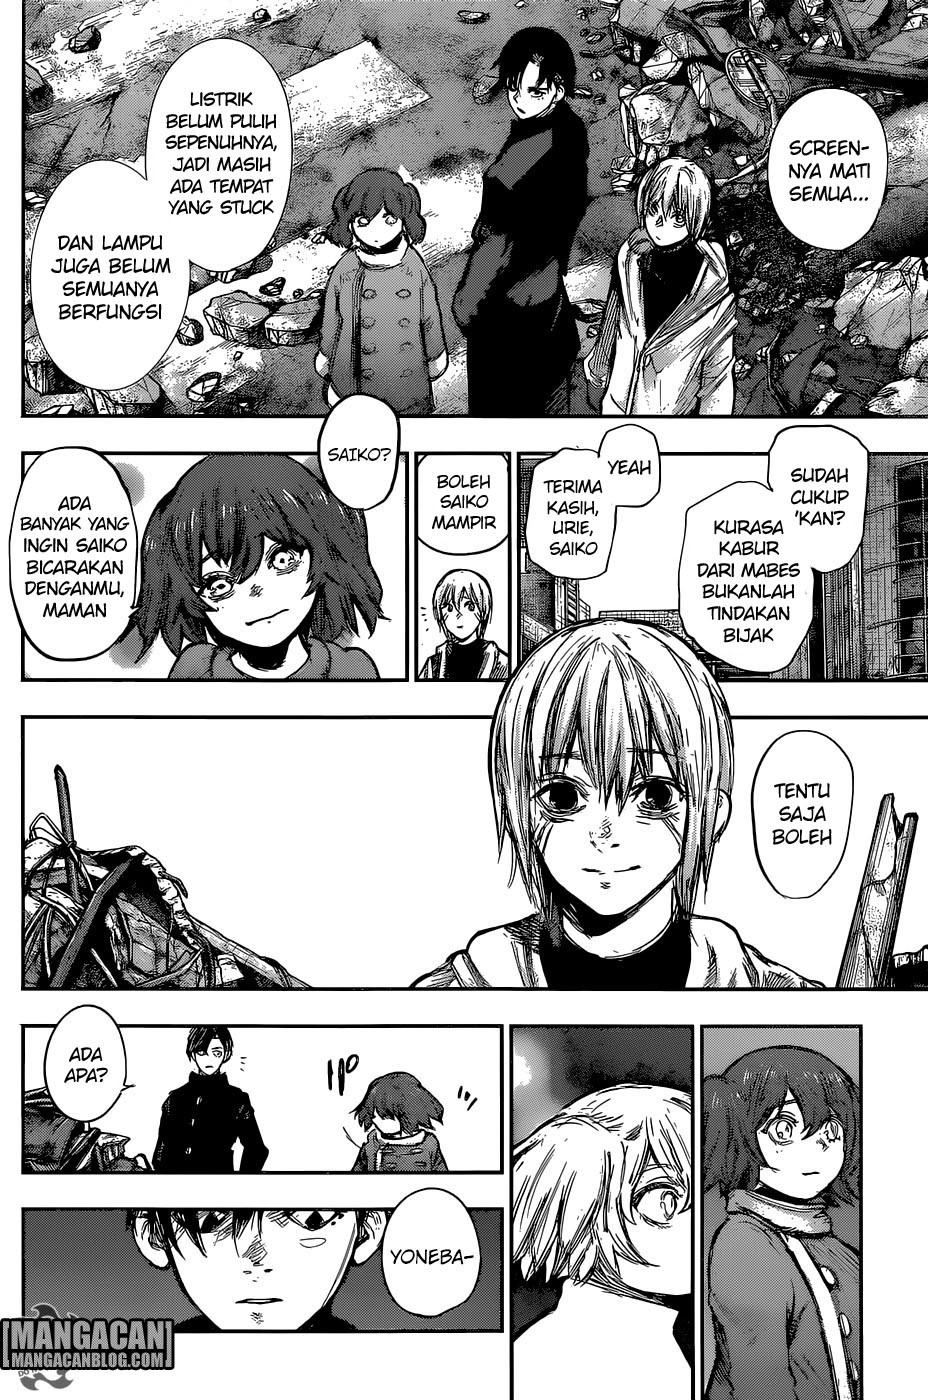 SCREEN-
NYA MATI
SEMUA...
LISTRIK
BELUM PULIH
SEPENUHNYA,
JADI MASIH
ADA TEMPAT
YANG STUCK
DAN LAMPU
JUGA BELUM
SEMUANYA
BERFUNGSI
SUDAH
CUKUP
'KAN?
KURASA
KABUR
DARI MABES
BUKANLAH
TINDAKAN
BIJAK
YEAH
TERIMA
KASIH,
URIE,
SAIKO
BOLEH
SAIKO
MAMPIR
SAIKO?
ADA
BANYAK YANG
INGIN SAIKO
BICARAKAN
DENGANMU,
MAMAN
TENTU
SAJA
BOLEH
ADA
APA?
YONEBA-
MANGACAN
MANGACANBLOG.COM